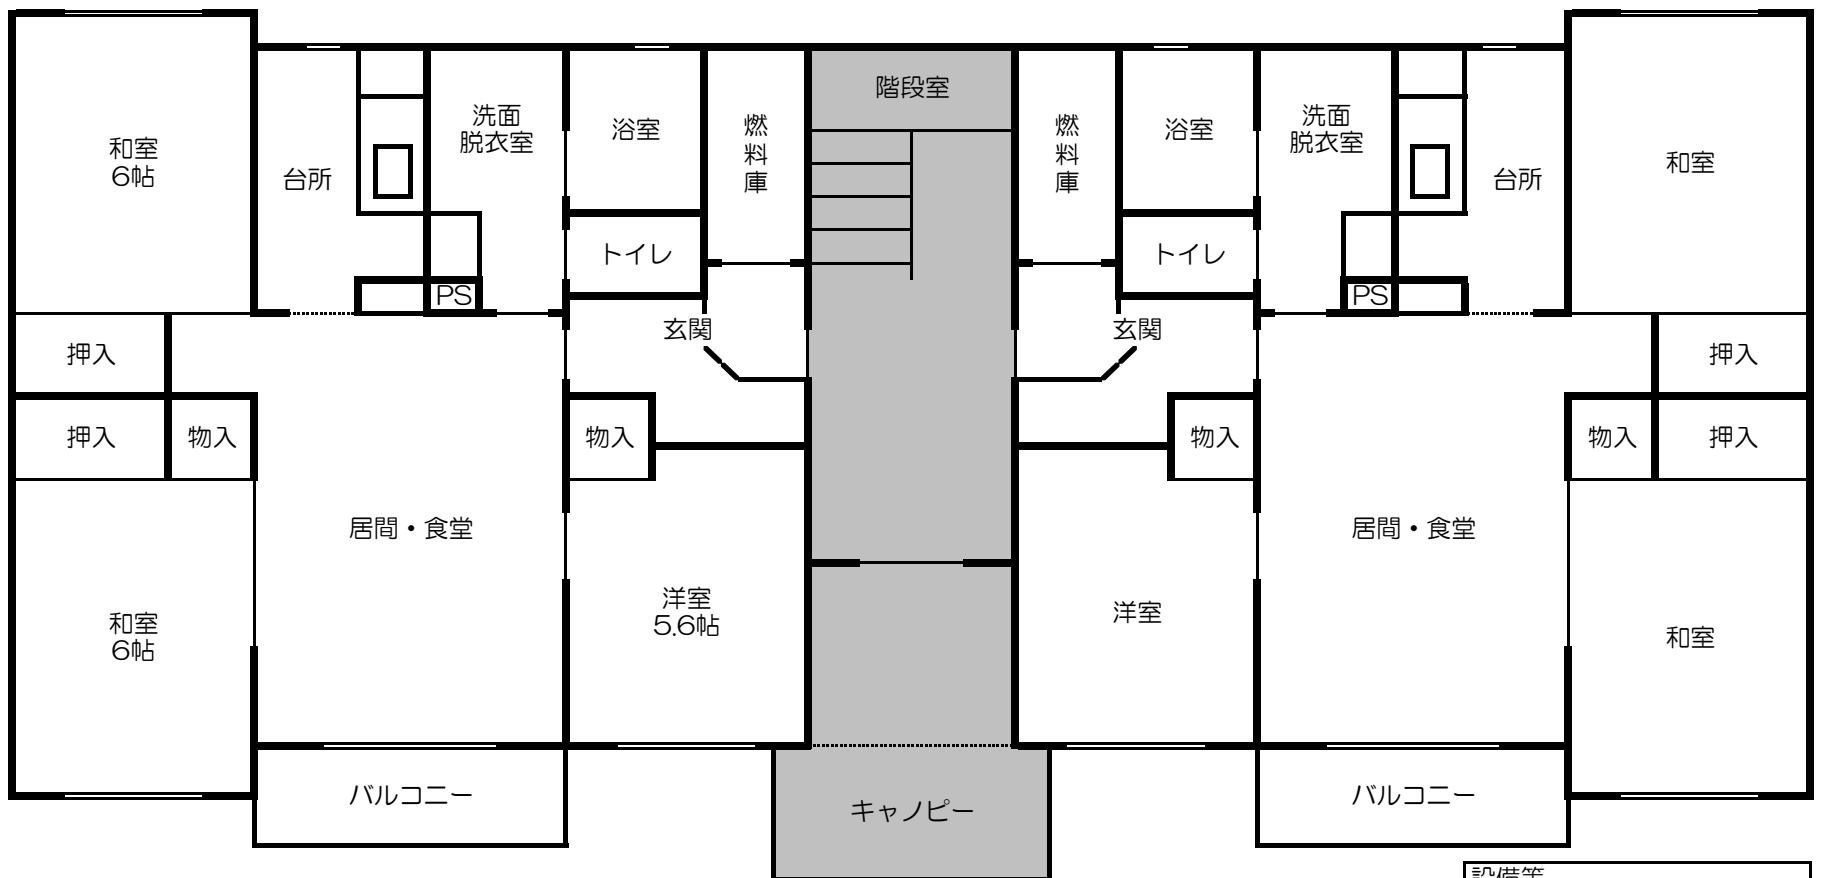 階段室
和室
6帖
台所
洗面
脱衣室
浴室
燃料庫
燃料庫
浴室
洗面
脱衣室
台所
和室
トイレ
トイレ
PS
PS
玄関
玄関
押入
押入
押入
物入
物入
物入
物入
押入
居間・食堂
居間・食堂
和室
6帖
洋室
5.6帖
洋室
和室
バルコニー
キャノピー
バルコニー
設備等